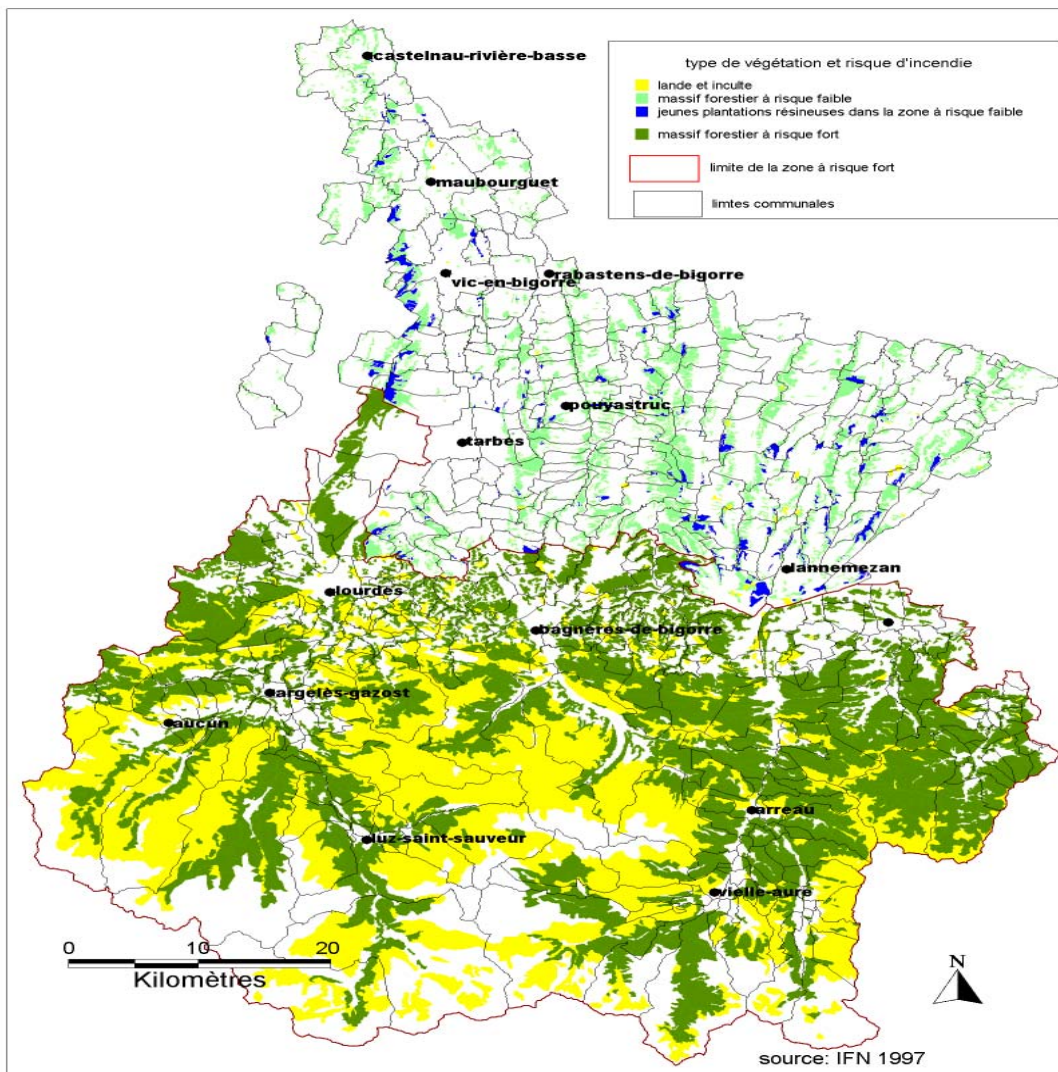 type de végétation et risque d'incendie
lande et inculte
massif forestier à risque faible
jeunes plantations résineuses dans la zone à risque faible
massif forestier à risque fort
limite de la zone à risque fort
limtes communales
castelnau-rivière-basse
maubourguet
vic-en-bigorre
rabastens-de-bigorre
pouyastruc
tarbes
lannemezan
lourdes
bagnères-de-bigorre
argelès-gazost
aucun
arreau
luz-saint-sauveur
vielle-aure
0 10 20
Kilomètres
N
source: IFN 1997